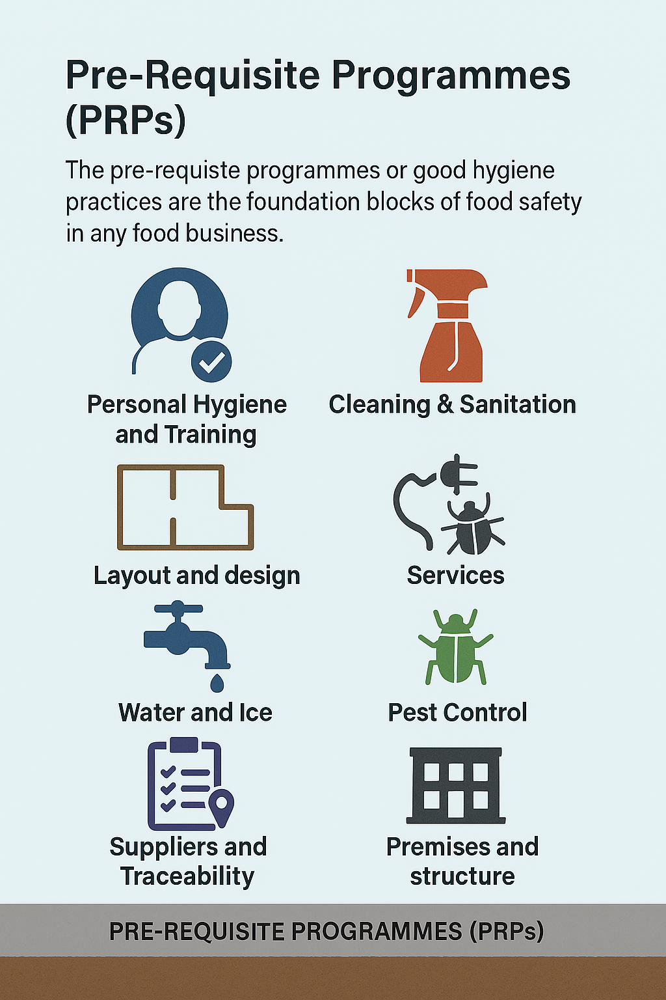 Pre-Requisite Programmes
(PRPs)
The pre-requiste programmes or good hygiene
practices are the foundation blocks of food safety
in any food business.
Personal Hygiene
and Training
Cleaning & Sanitation
Layout and design
Services
Water and Ice
Pest Control
Suppliers and
Traceability
Premises and
structure
PRE-REQUISITE PROGRAMMES (PRPs)